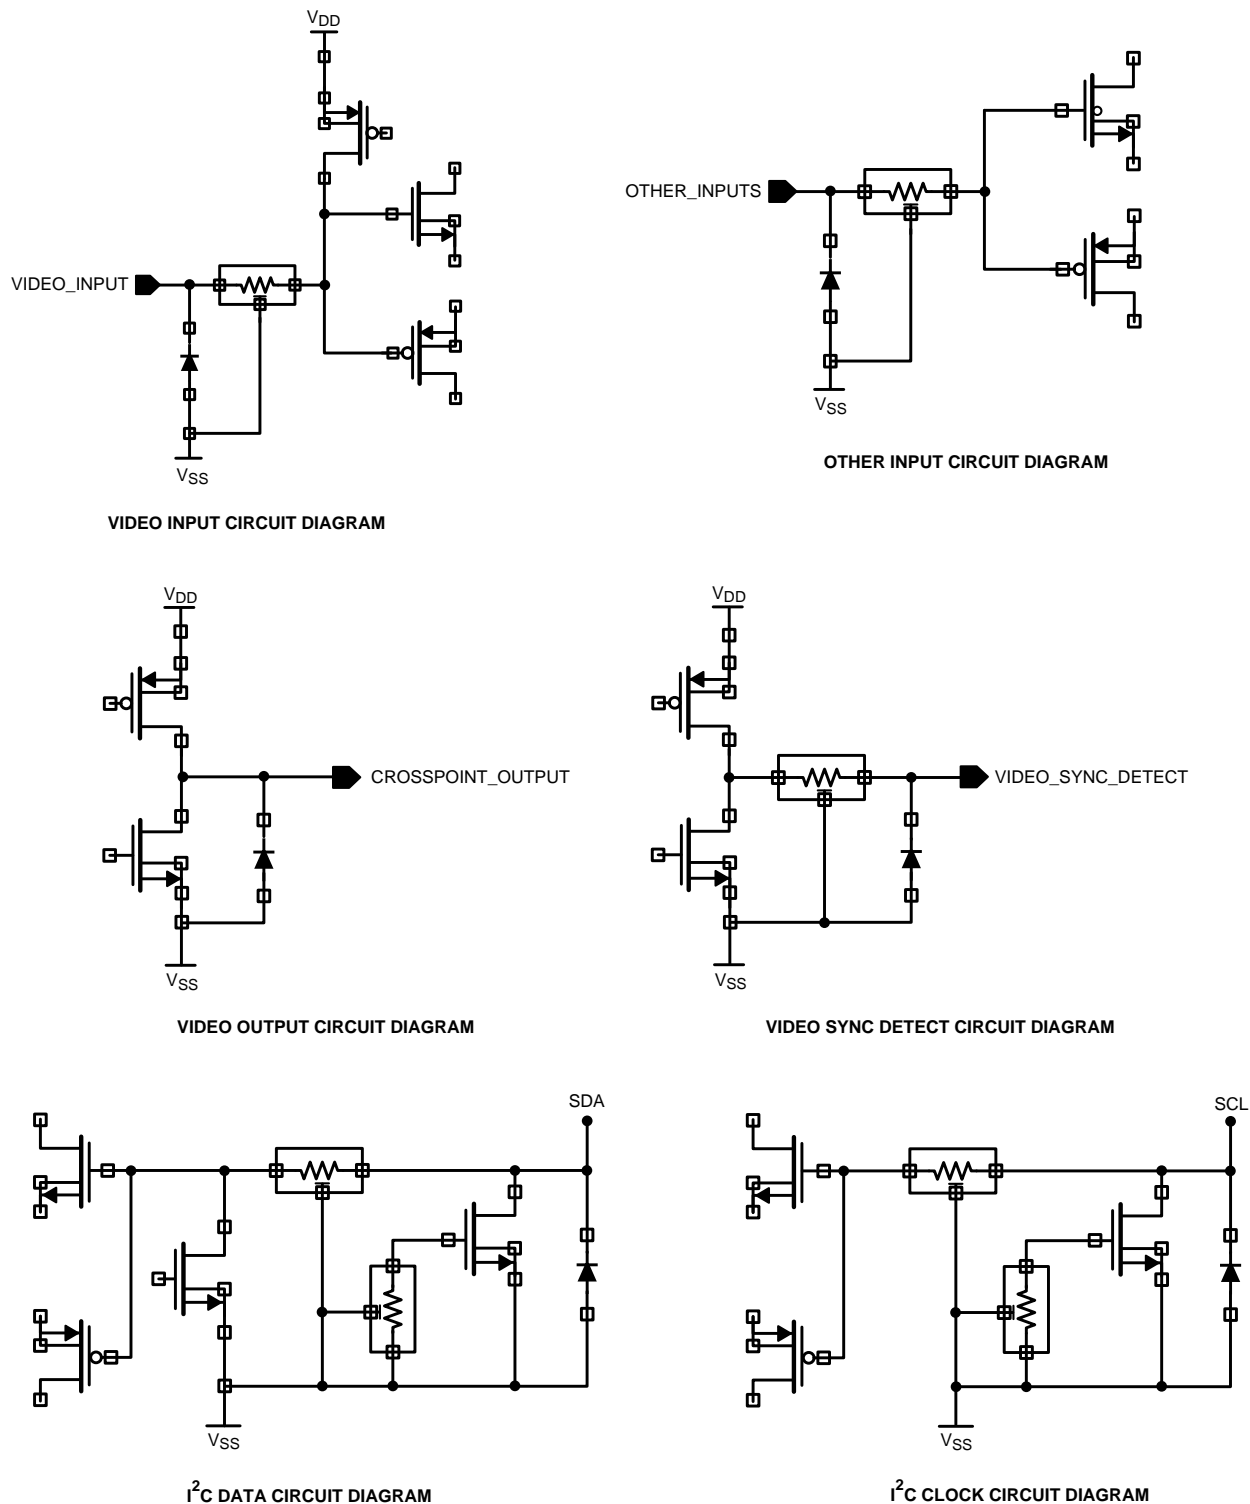 VDD
VIDEO_INPUT
VSS
VIDEO INPUT CIRCUIT DIAGRAM
OTHER_INPUTS
VSS
OTHER INPUT CIRCUIT DIAGRAM
VDD
CROSSPOINT_OUTPUT
VSS
VIDEO OUTPUT CIRCUIT DIAGRAM
VDD
VIDEO_SYNC_DETECT
VSS
VIDEO SYNC DETECT CIRCUIT DIAGRAM
SDA
VSS
I²C DATA CIRCUIT DIAGRAM
SCL
VSS
I²C CLOCK CIRCUIT DIAGRAM